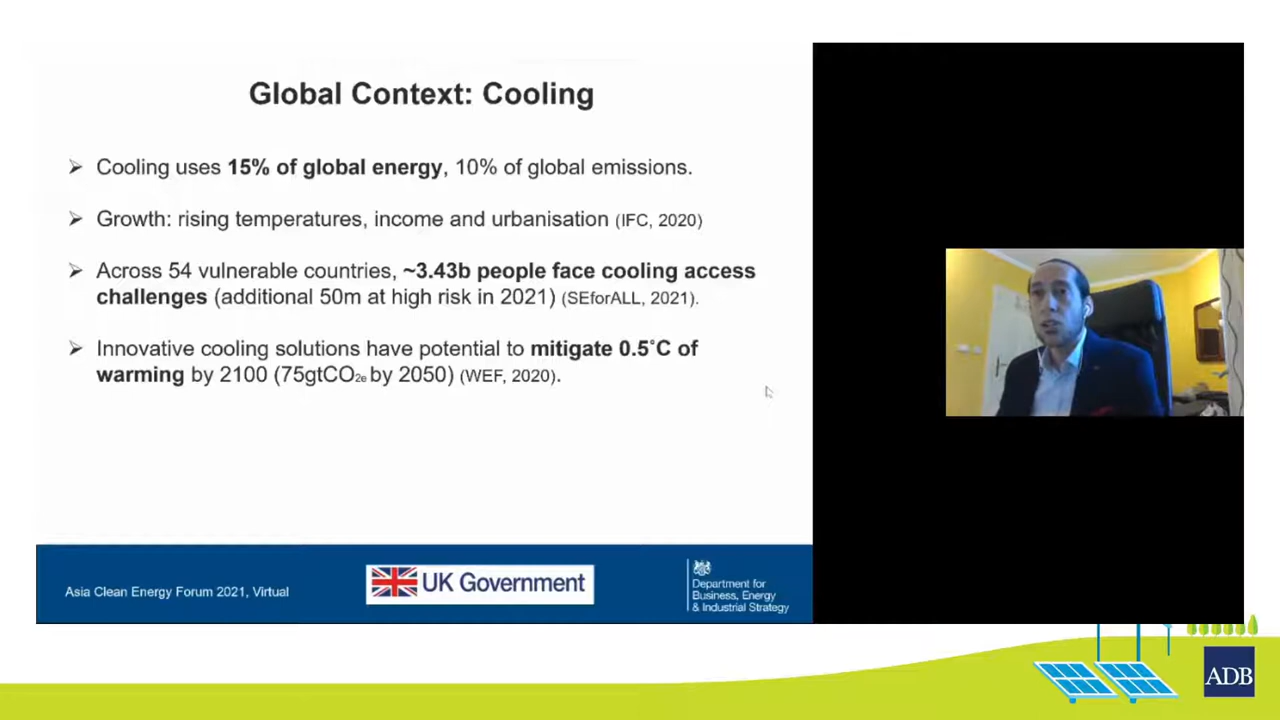 Global Context: Cooling
➢ Cooling uses 15% of global energy, 10% of global emissions.
➢ Growth: rising temperatures, income and urbanisation (IFC, 2020)
➢ Across 54 vulnerable countries, ~3.43b people face cooling access
challenges (additional 50m at high risk in 2021) (SEforALL, 2021).
➢ Innovative cooling solutions have potential to mitigate 0.5˚C of
warming by 2100 (75gtCO2e by 2050) (WEF, 2020).
Asia Clean Energy Forum 2021, Virtual
UK Government
Department for
Business, Energy
& Industrial Strategy
ADB